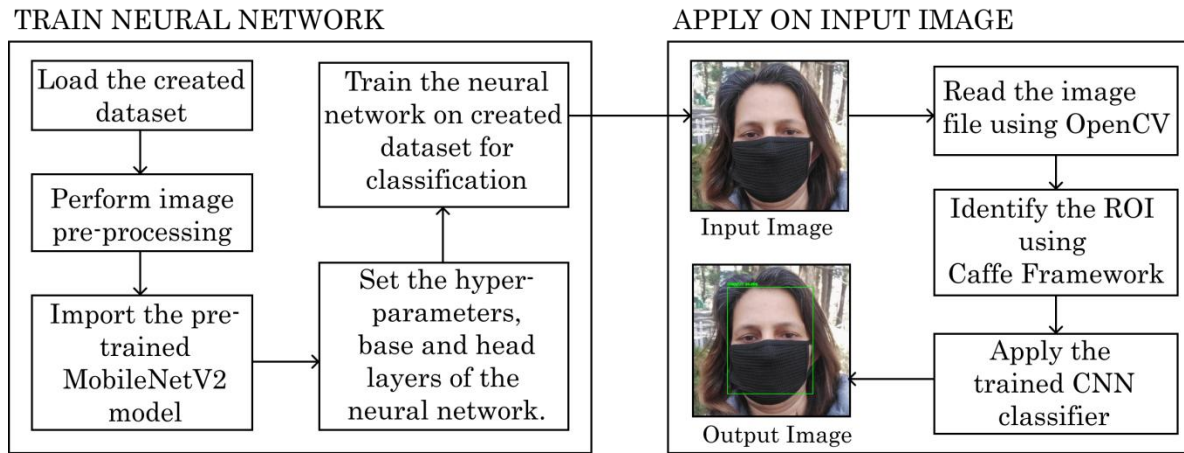 TRAIN NEURAL NETWORK
Load the created
dataset
Perform image
pre-processing
Import the pre-
trained
MobileNetV2
model
Set the hyper-
parameters,
base and head
layers of the
neural network.
Train the neural
network on created
dataset for
classification
APPLY ON INPUT IMAGE
Input Image
Read the image
file using OpenCV
Identify the ROI
using
Caffe Framework
Apply the
trained CNN
classifier
Output Image